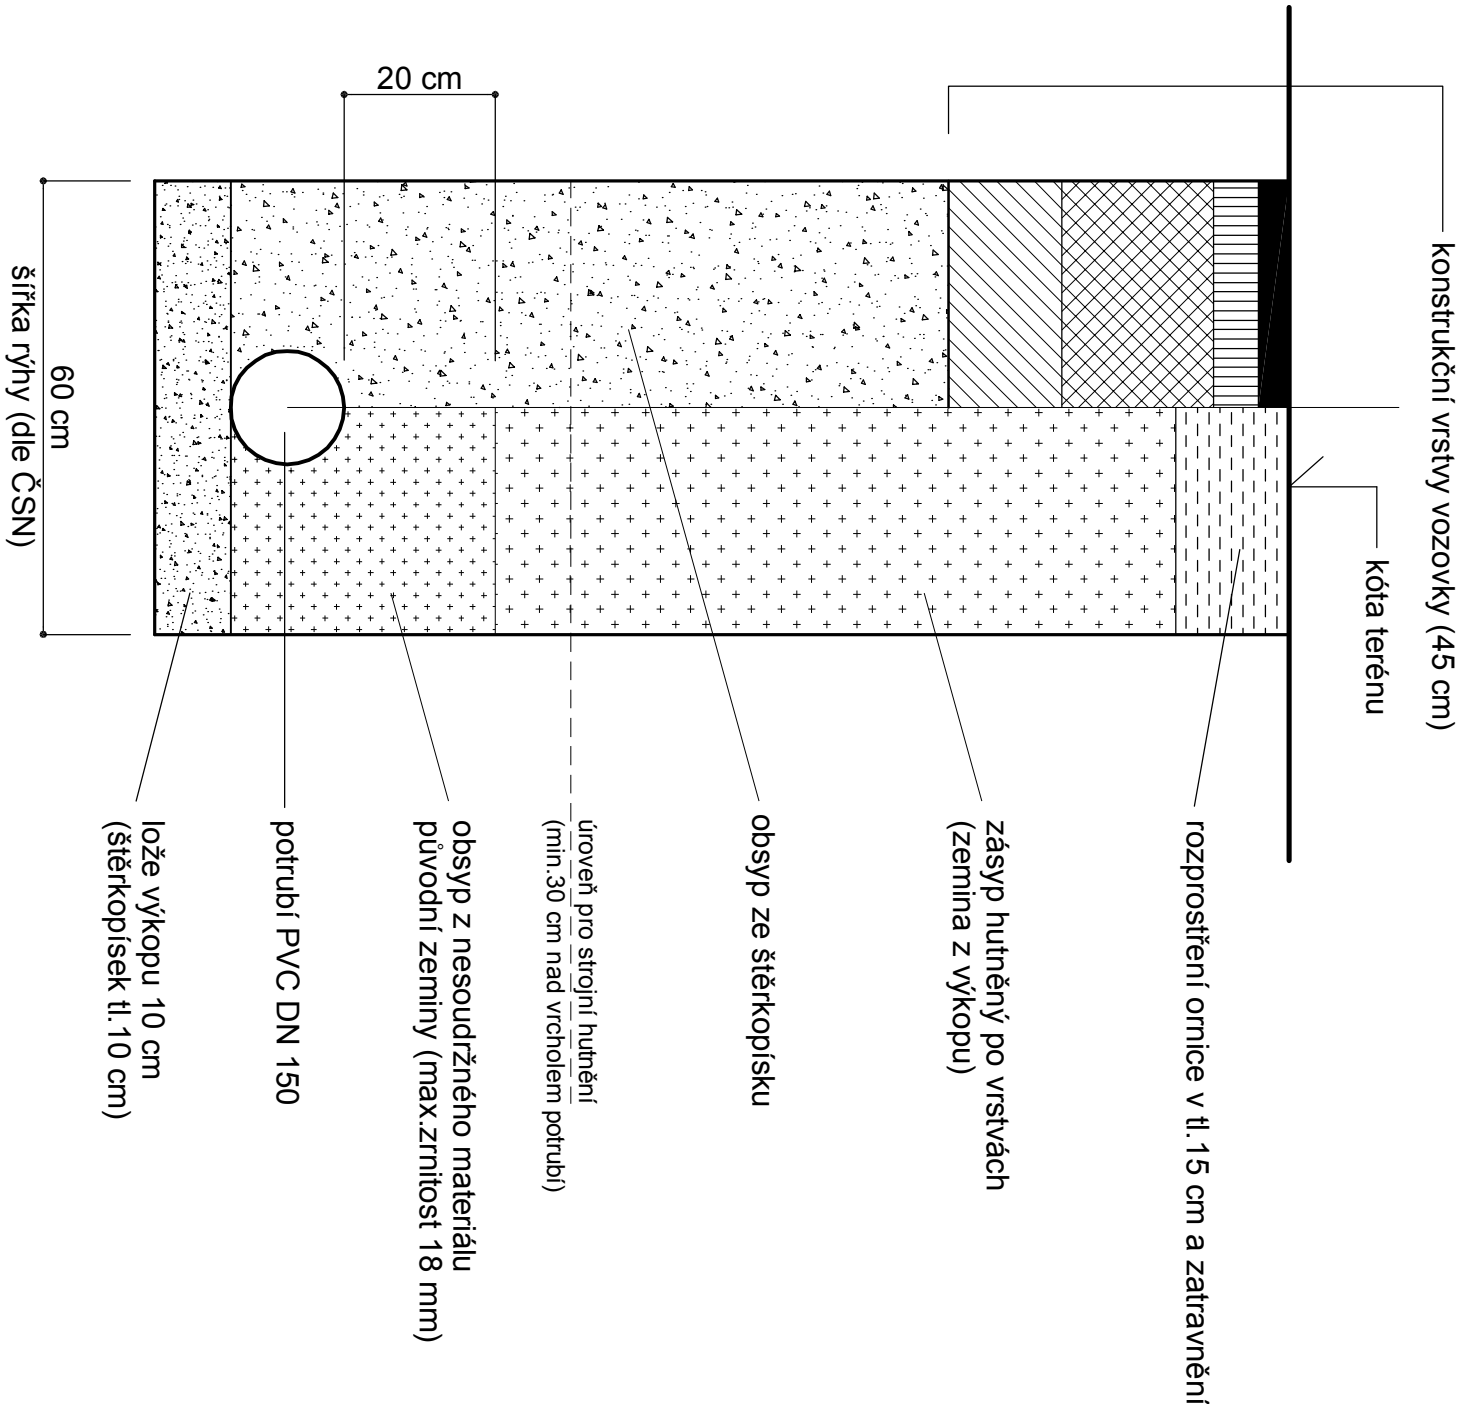 20 cm
konstrukční vrstvy vozovky (45 cm)
kóta terénu
rozprostření ornice v tl.15 cm a zatravnění
zásyp hutněný po vrstvách
(zemina z výkopu)
obsyp ze štěrkopísku
úroveň pro strojní hutnění
(min.30 cm nad vrcholem potrubí)
obsyp z nesoudržného materiálu
původní zeminy (max.zrnitost 18 mm)
potrubí PVC DN 150
lože výkopu 10 cm
(štěrkopísek tl.10 cm)
60 cm
šířka rýhy (dle ČSN)